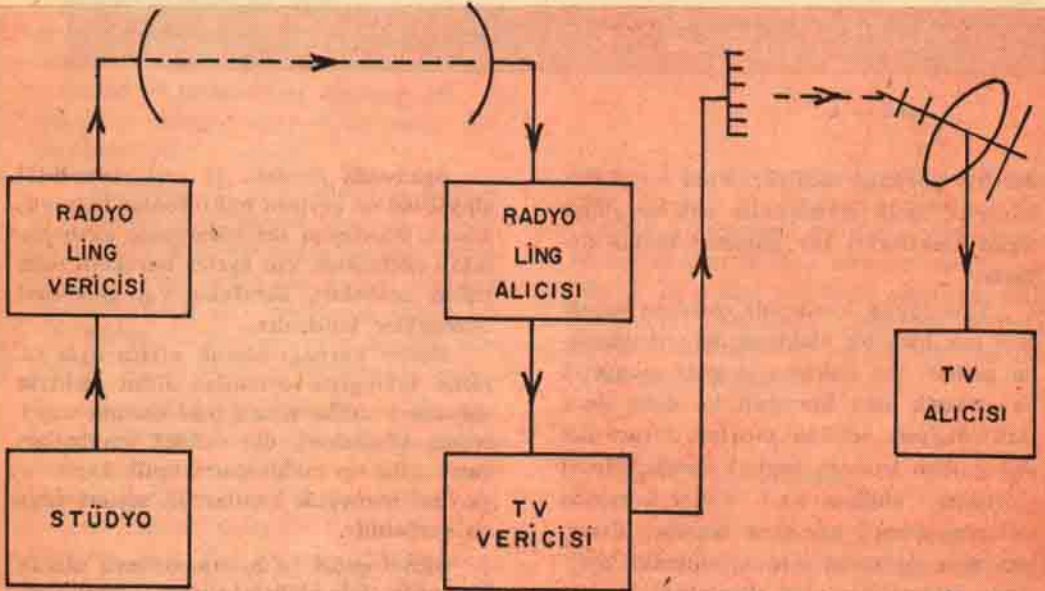 RADYO
LİNG
VERİCİSİ
RADYO
LİNG
ALICISI
STÜDYO
TV
VERİCİSİ
TV
ALICISI